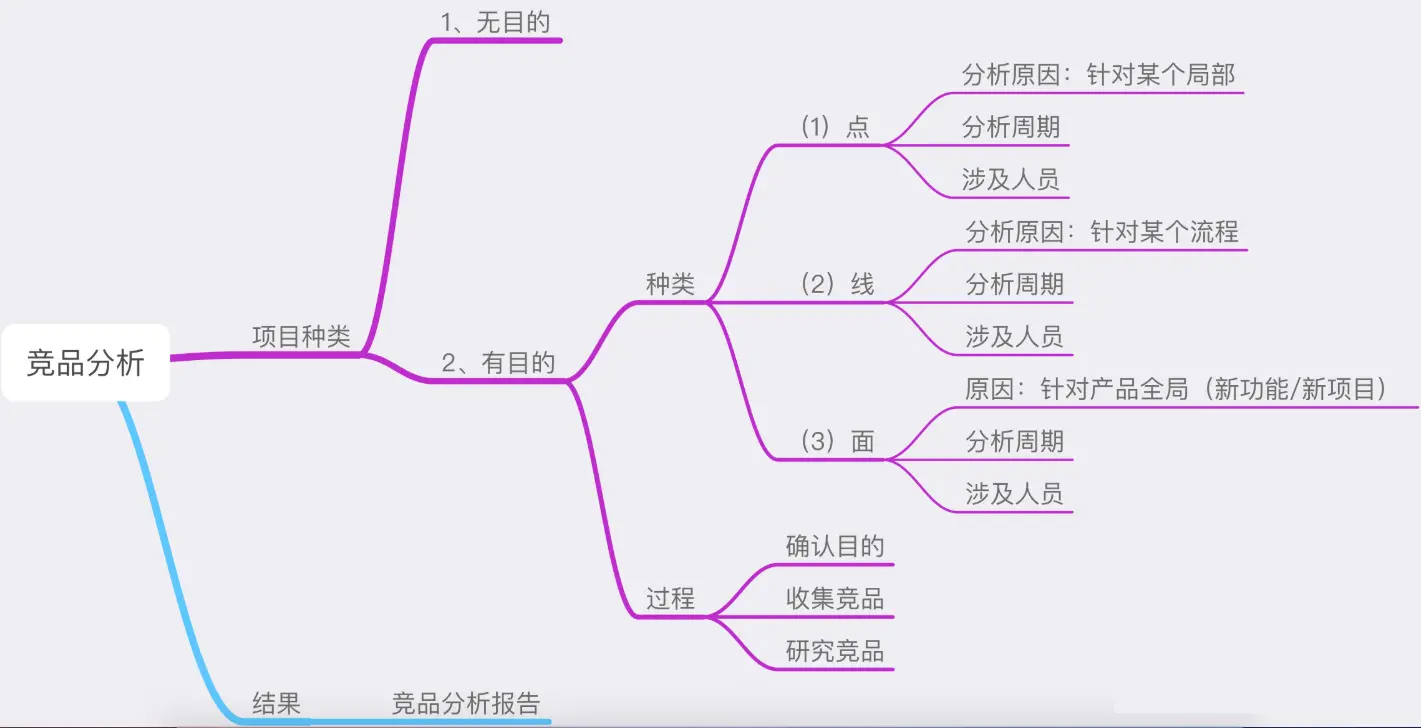 竞品分析
项目种类
1、无目的
2、有目的
种类
（1）点
分析原因：针对某个局部
分析周期
涉及人员
（2）线
分析原因：针对某个流程
分析周期
涉及人员
（3）面
原因：针对产品全局（新功能/新项目）
分析周期
涉及人员
过程
确认目的
收集竞品
研究竞品
结果
竞品分析报告